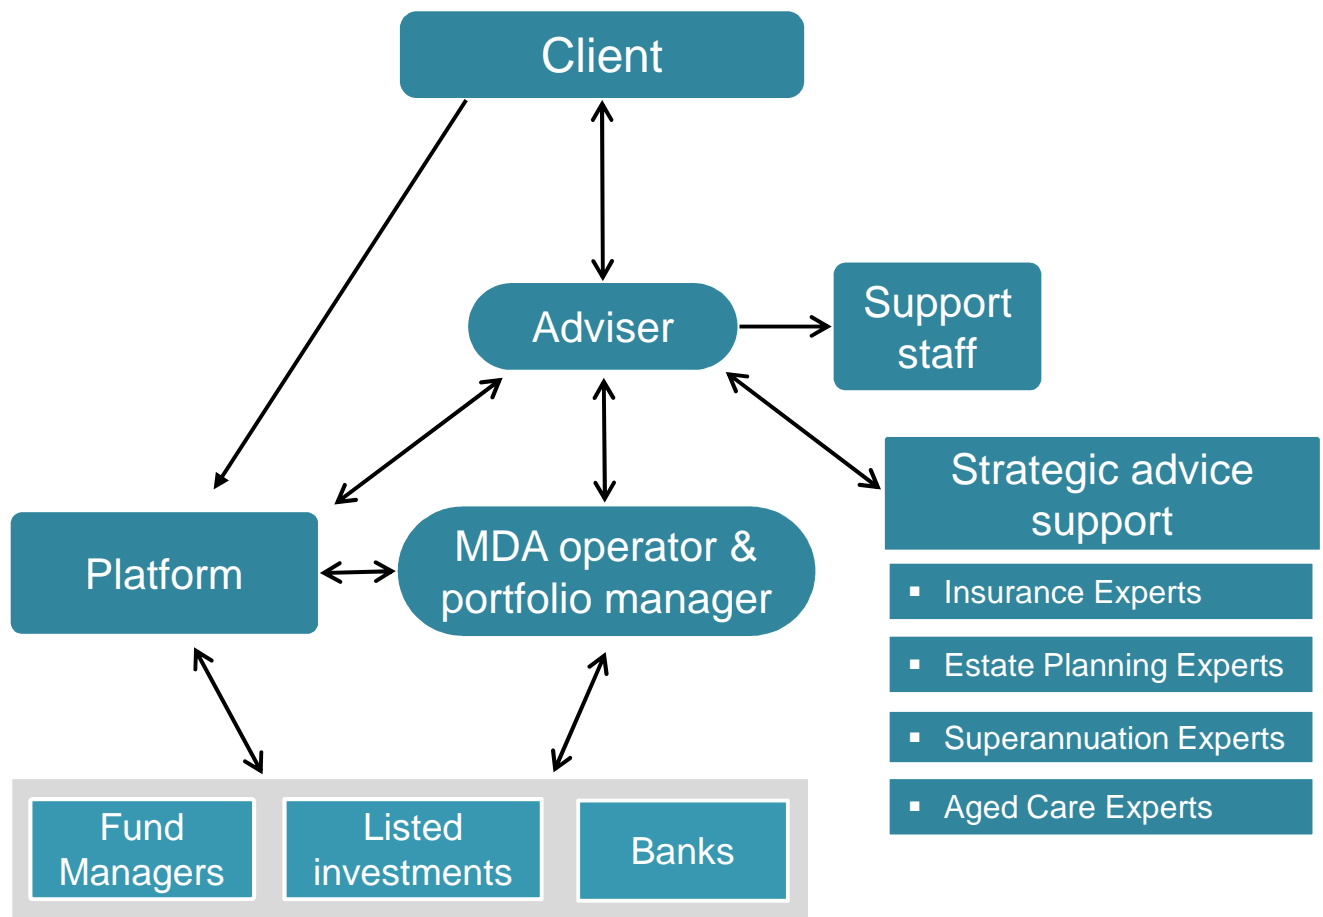 Client
Adviser
Support
staff
Strategic advice
support
Platform
MDA operator &
portfolio manager
▪ Insurance Experts
▪ Estate Planning Experts
▪ Superannuation Experts
▪ Aged Care Experts
Fund
Managers
Listed
investments
Banks